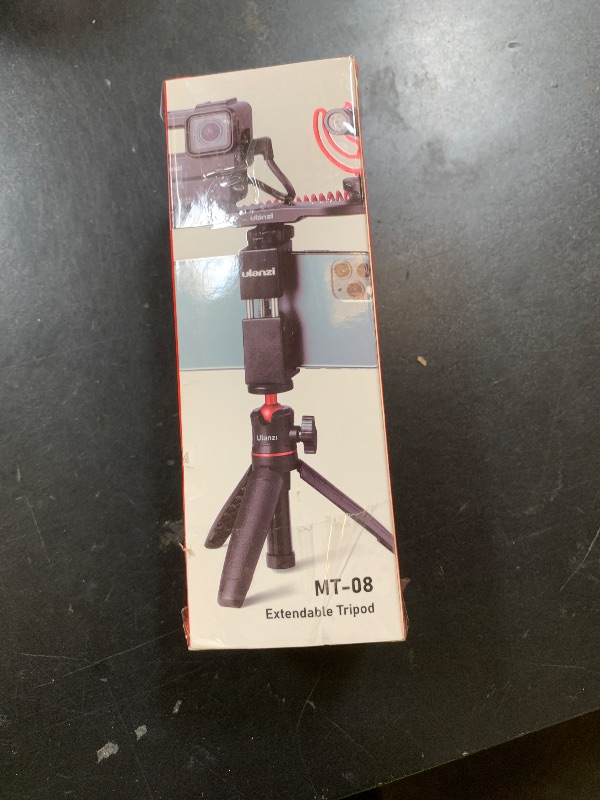 ulanzi
ulanzi
Ulanzi
MT-08
Extendable Tripod